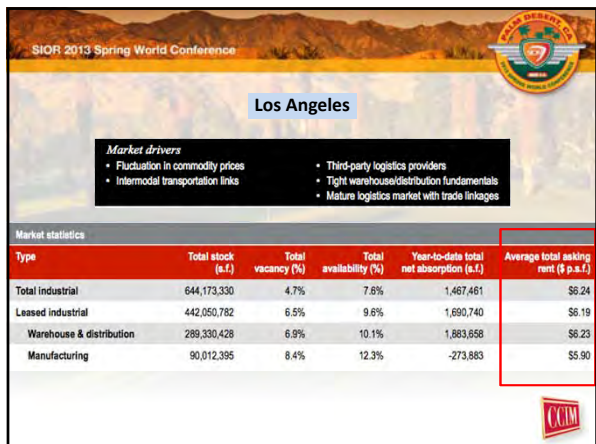 PALM DESERT, CA
SIOR 2013 Spring World Conference
Los Angeles
Market drivers
▪ Fluctuation in commodity prices
▪ Intermodal transportation links
▪ Third-party logistics providers
▪ Tight warehouse/distribution fundamentals
▪ Mature logistics market with trade linkages
Market statistics
Type Total stock (s.f.) Total vacancy (%) Total availability (%) Year-to-date total net absorption (s.f.) Average total asking rent ($ p.s.f.)
Total industrial 644,173,330 4.7% 7.6% 1,467,461 $6.24
Leased industrial 442,050,782 6.5% 9.6% 1,690,740 $6.19
Warehouse & distribution 289,330,428 6.9% 10.1% 1,883,658 $6.23
Manufacturing 90,012,395 8.4% 12.3% -273,883 $5.90
CCIM